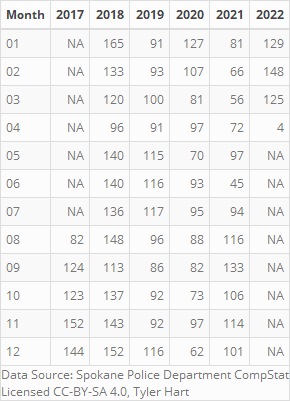 Month 2017 2018 2019 2020 2021 2022
01 NA 165 91 127 81 129
02 NA 133 93 107 66 148
03 NA 120 100 81 56 125
04 NA 96 91 97 72 4
05 NA 140 115 70 97 NA
06 NA 140 116 93 45 NA
07 NA 136 117 95 94 NA
08 82 148 96 88 116 NA
09 124 113 86 82 133 NA
10 123 137 92 73 106 NA
11 152 143 92 97 114 NA
12 144 152 116 62 101 NA
Data Source: Spokane Police Department CompStat
Licensed CC-BY-SA 4.0, Tyler Hart